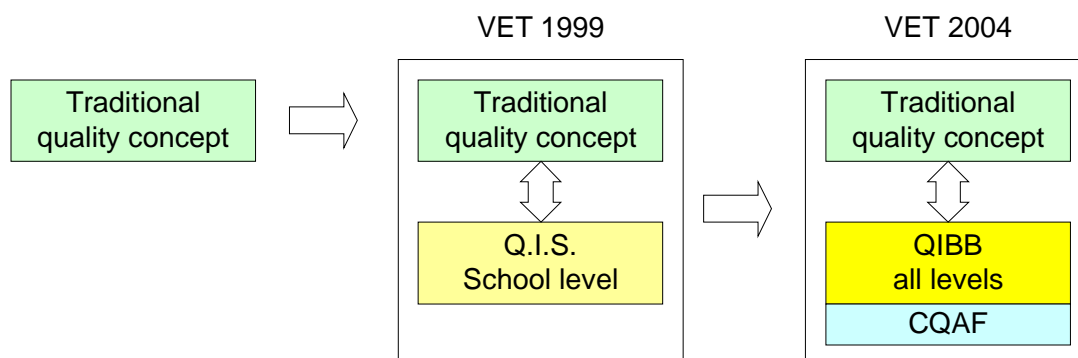 Traditional
quality concept
VET 1999
Traditional
quality concept
Q.I.S.
School level
VET 2004
Traditional
quality concept
QIBB
all levels
CQAF